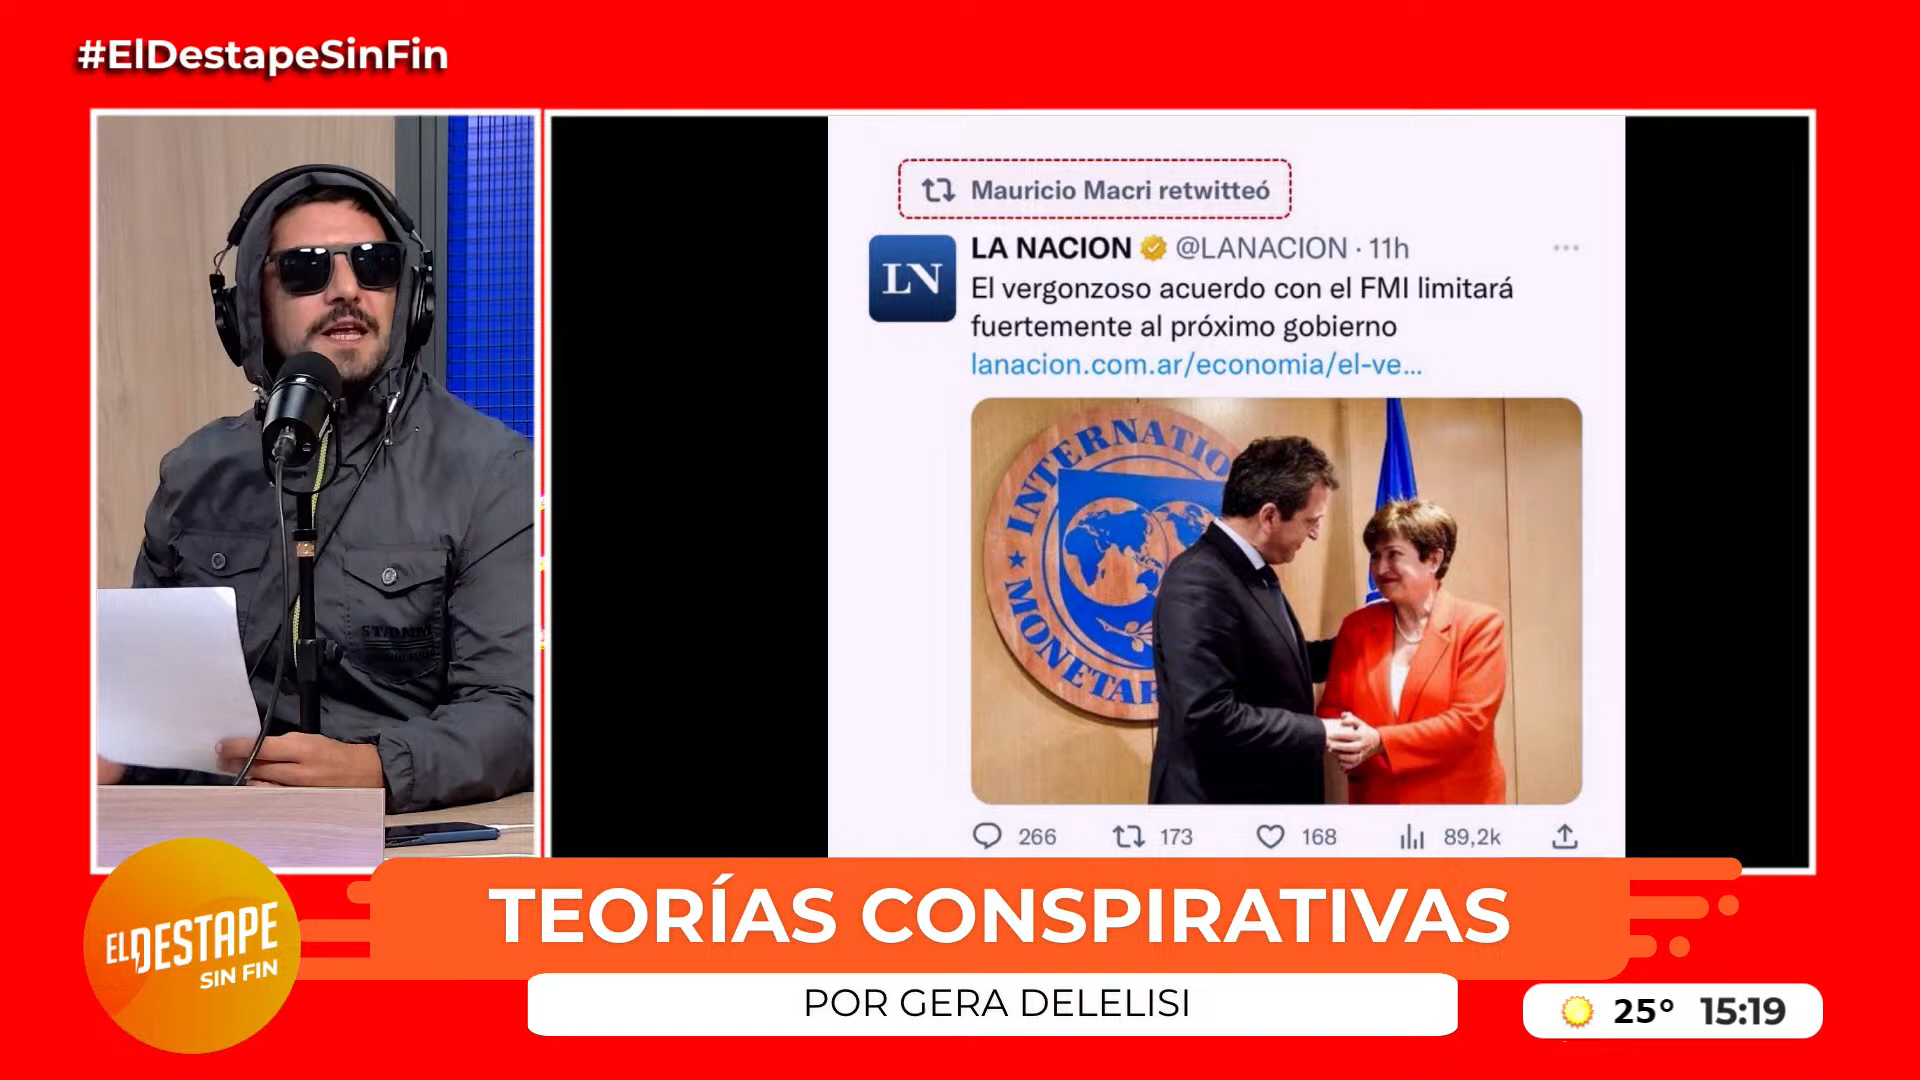 #ElDestapeSinFin
Mauricio Macri retwitteó
LN
LA NACION @LANACION · 11h
El vergonzoso acuerdo con el FMI limitará
fuertemente al próximo gobierno
lanacion.com.ar/economia/el-ve...
INTERNATIO
MONETAR
266 173 168 89,2k
TEORÍAS CONSPIRATIVAS
POR GERA DELELISI
EL DESTAPE
SIN FIN
25° 15:19